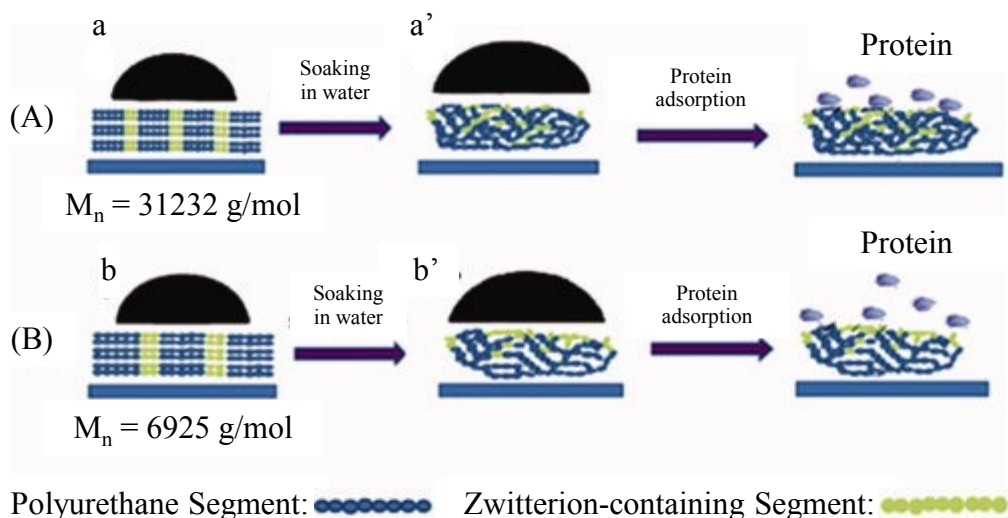 a
a’
Protein
Soaking
in water
Protein
adsorption
(A)
Mn = 31232 g/mol
Protein
b
b’
Soaking
in water
Protein
adsorption
(B)
Mn = 6925 g/mol
Polyurethane Segment:
Zwitterion-containing Segment: